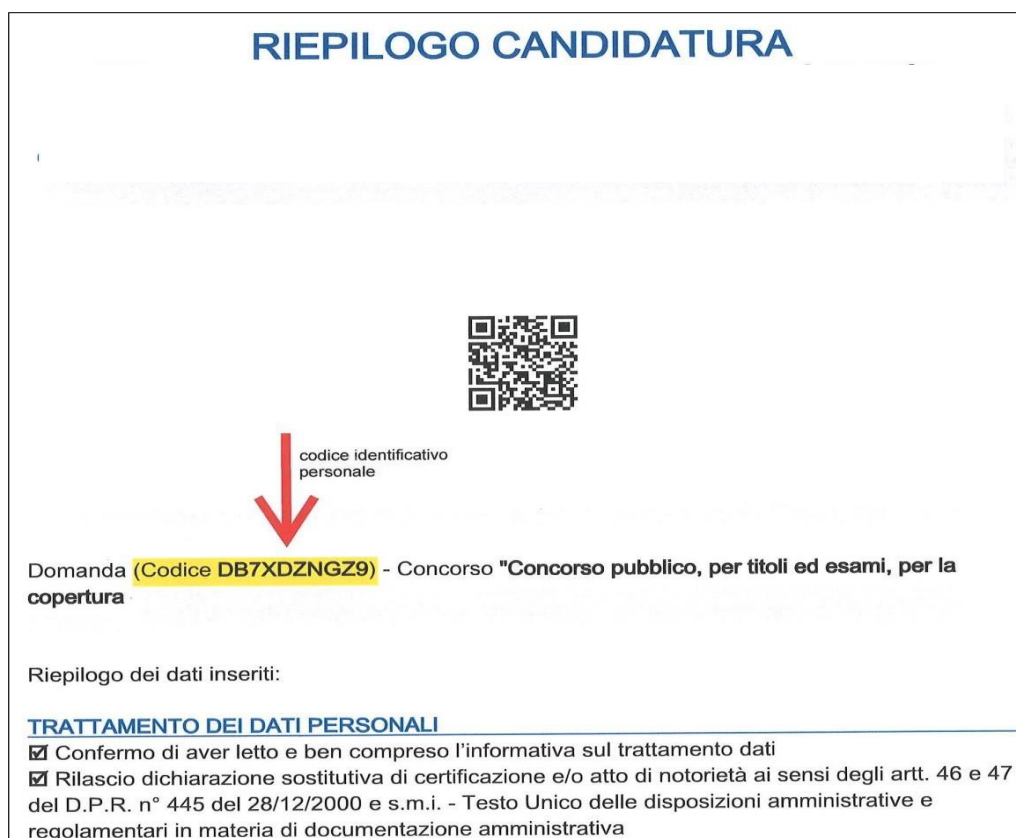 RIEPILOGO CANDIDATURA
codice identificativo
personale
Domanda (Codice DB7XDZNGZ9) - Concorso "Concorso pubblico, per titoli ed esami, per la
copertura
Riepilogo dei dati inseriti:
TRATTAMENTO DEI DATI PERSONALI
☑ Confermo di aver letto e ben compreso l'informativa sul trattamento dati
☑ Rilascio dichiarazione sostitutiva di certificazione e/o atto di notorietà ai sensi degli artt. 46 e 47
del D.P.R. n° 445 del 28/12/2000 e s.m.i. - Testo Unico delle disposizioni amministrative e
regolamentari in materia di documentazione amministrativa